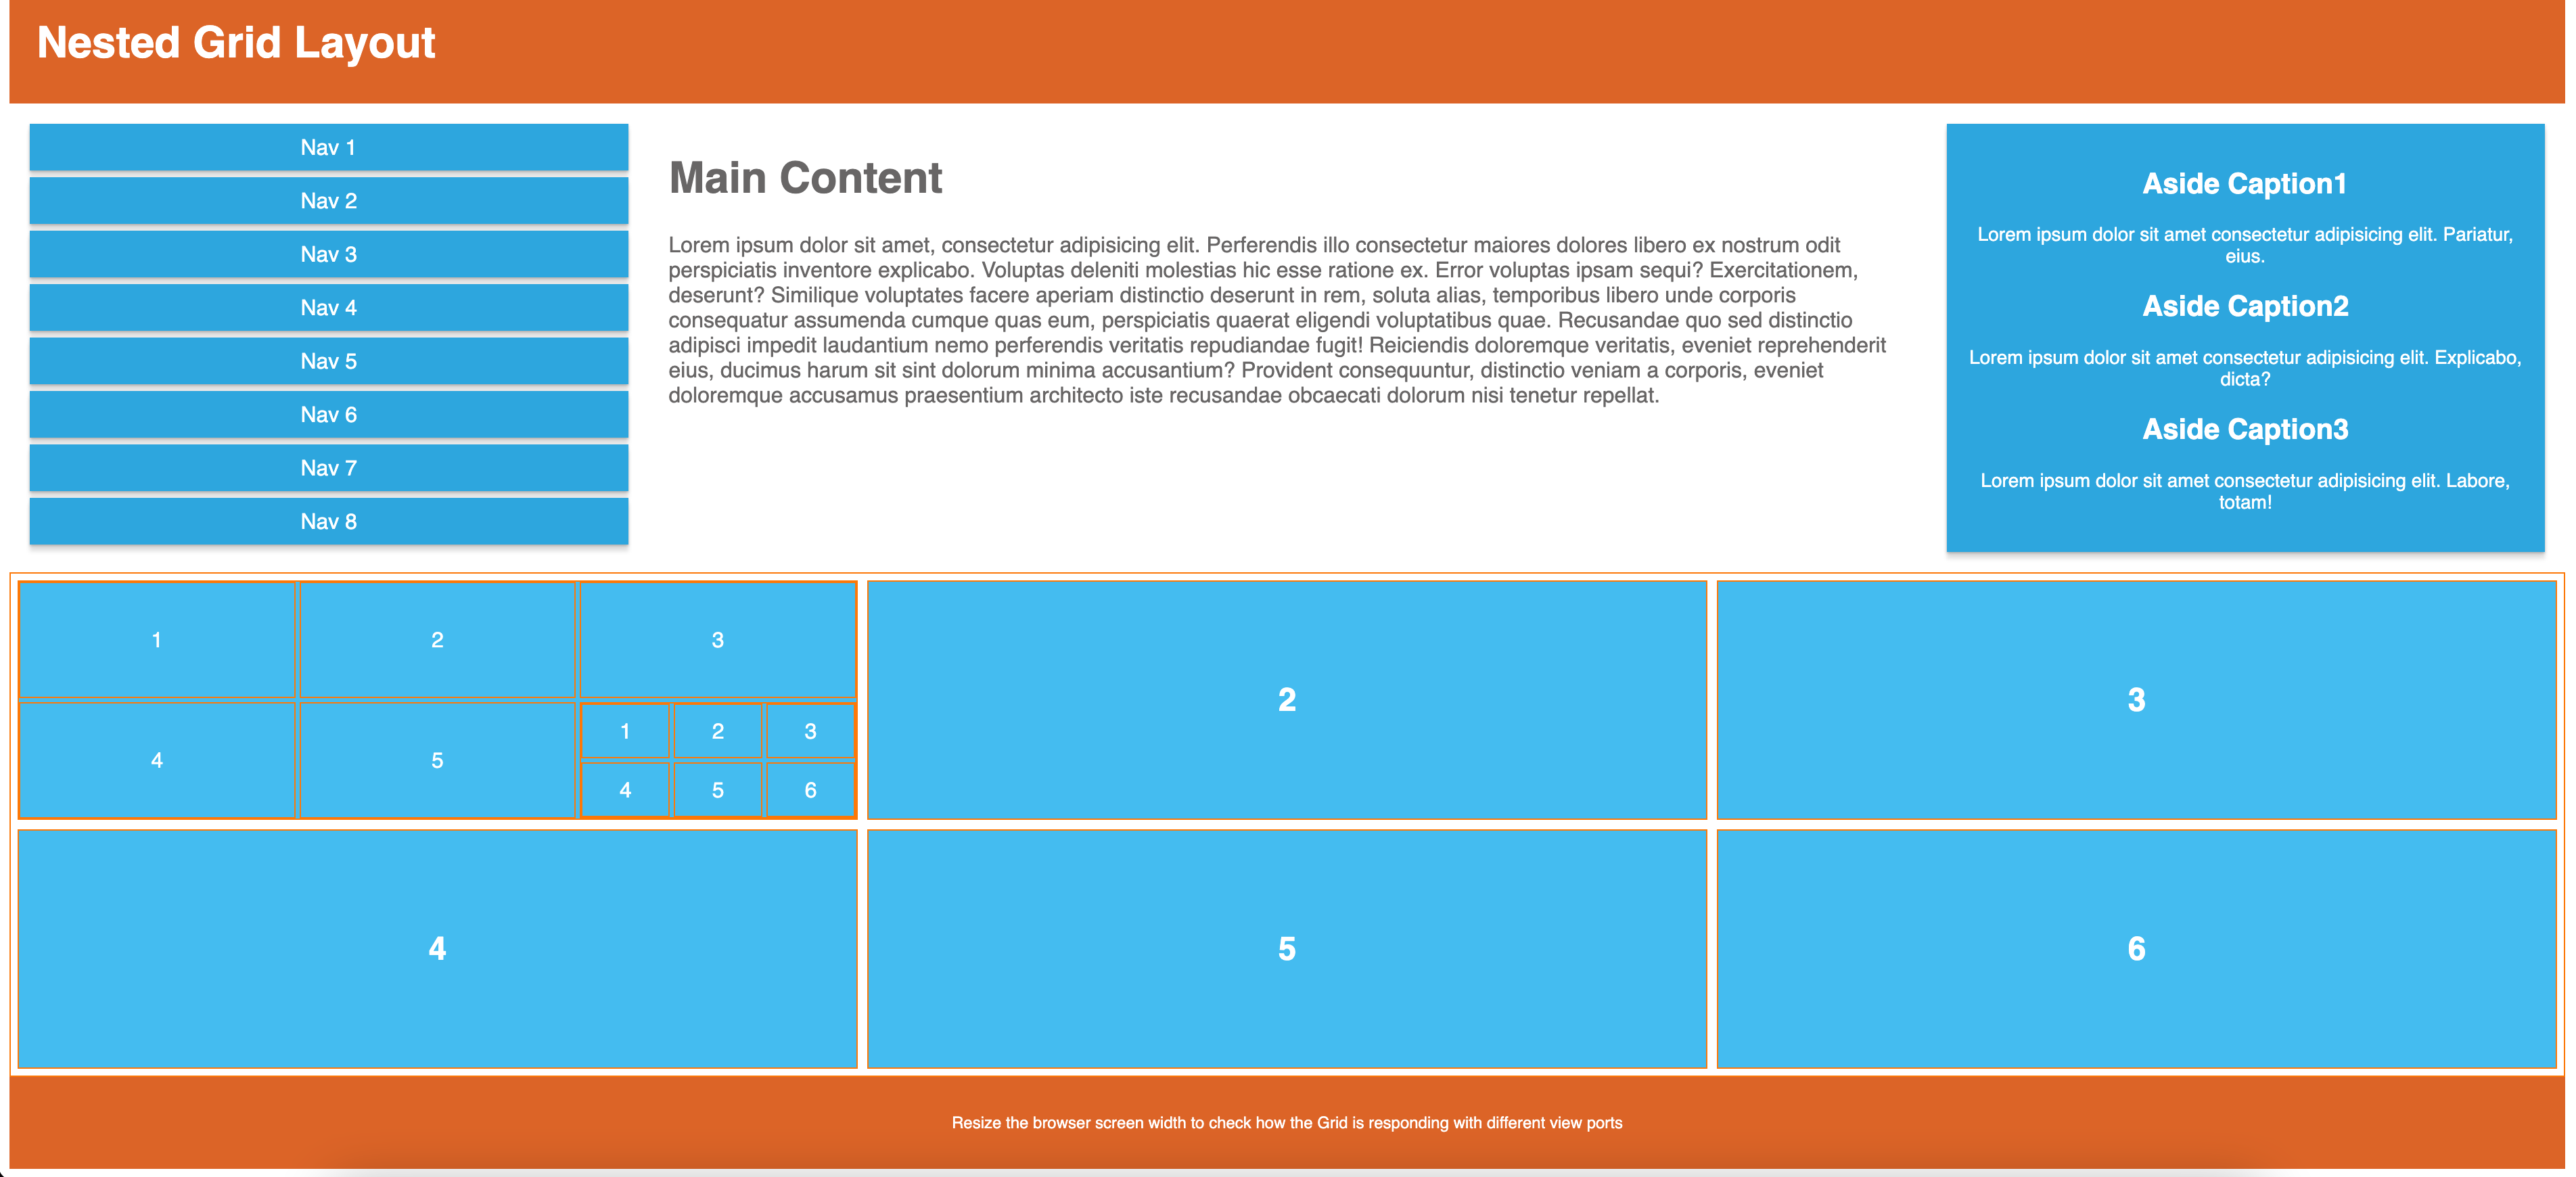 Nested Grid Layout
Nav 1
Nav 2
Nav 3
Nav 4
Nav 5
Nav 6
Nav 7
Nav 8
Main Content
Lorem ipsum dolor sit amet, consectetur adipisicing elit. Perferendis illo consectetur maiores dolores libero ex nostrum odit
perspiciatis inventore explicabo. Voluptas deleniti molestias hic esse ratione ex. Error voluptas ipsam sequi? Exercitationem,
deserunt? Similique voluptates facere aperiam distinctio deserunt in rem, soluta alias, temporibus libero unde corporis
consequatur assumenda cumque quas eum, perspiciatis quaerat eligendi voluptatibus quae. Recusandae quo sed distinctio
adipisci impedit laudantium nemo perferendis veritatis repudiandae fugit! Reiciendis doloremque veritatis, eveniet reprehenderit
eius, ducimus harum sit sint dolorum minima accusantium? Provident consequuntur, distinctio veniam a corporis, eveniet
doloremque accusamus praesentium architecto iste recusandae obcaecati dolorum nisi tenetur repellat.
Aside Caption1
Lorem ipsum dolor sit amet consectetur adipisicing elit. Pariatur,
eius.
Aside Caption2
Lorem ipsum dolor sit amet consectetur adipisicing elit. Explicabo,
dicta?
Aside Caption3
Lorem ipsum dolor sit amet consectetur adipisicing elit. Labore,
totam!
1
2
3
4
5
1
2
3
4
5
6
2
3
4
5
6
Resize the browser screen width to check how the Grid is responding with different view ports